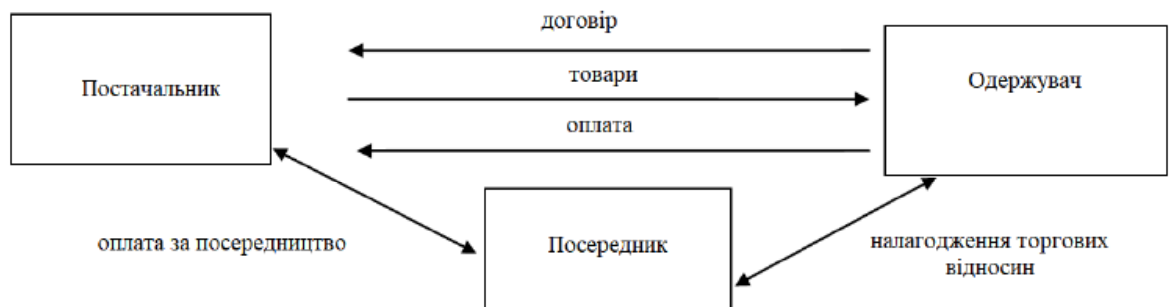 договір
Постачальник
товари
Одержувач
оплата
оплата за посередництво
Посередник
налагодження торгових
відносин